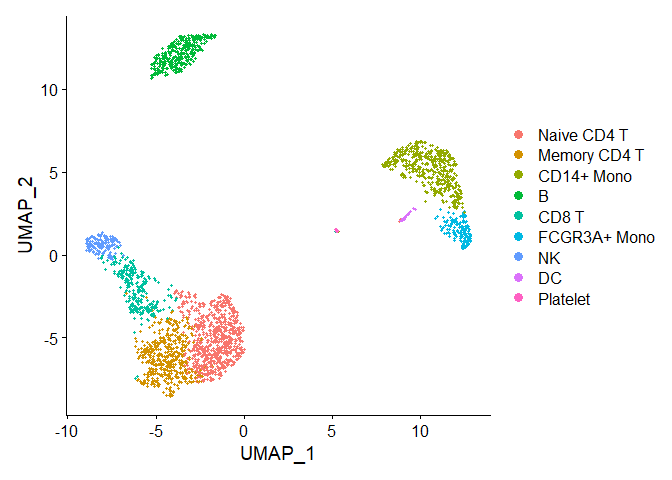 10
5
0
-5
UMAP_2
-10
-5
0
5
10
UMAP_1
Naive CD4 T
Memory CD4 T
CD14+ Mono
B
CD8 T
FCGR3A+ Mono
NK
DC
Platelet